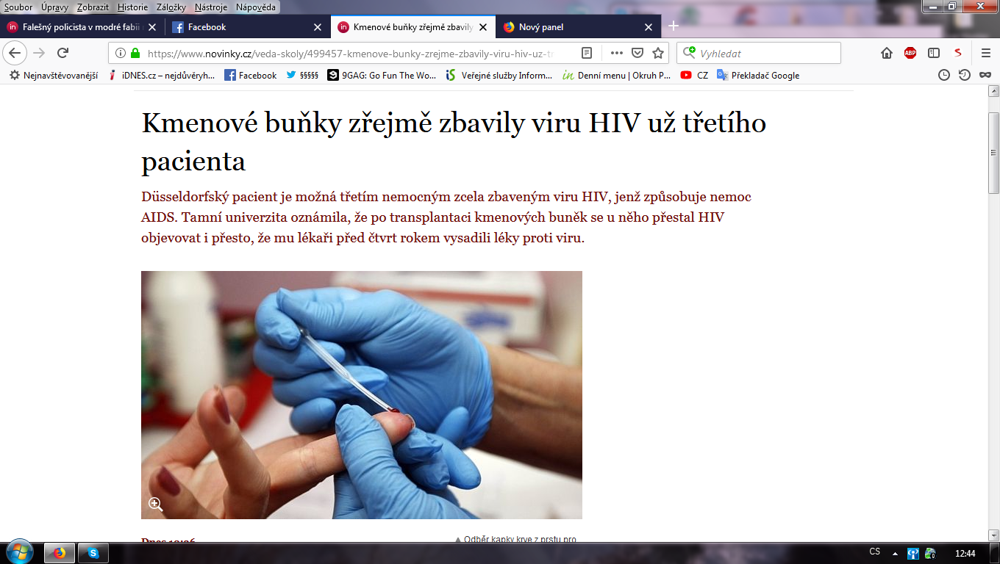 Soubor Úpravy Zobrazit Historie Záložky Nástroje Nápověda
Falešný policista v modré fabii
Facebook
Kmenové buňky zřejmě zbavily
Nový panel
https://www.novinky.cz/veda-skoly/499457-kmenove-bunky-zrejme-zbavily-viru-hiv-uz-tr
Vyhledat
ABP
Nejnavštěvovanější iDNES.cz – nejdůvěryh... Facebook §§§§§ 9GAG: Go Fun The Wo... Veřejné služby Inform... Denní menu | Okruh P... CZ Překladač Google
Kmenové buňky zřejmě zbavily viru HIV už třetího
pacienta
Düsseldorfský pacient je možná třetím nemocným zcela zbaveným viru HIV, jenž způsobuje nemoc
AIDS. Tamní univerzita oznámila, že po transplantaci kmenových buněk se u něho přestal HIV
objevovat i přesto, že mu lékaři před čtvrt rokem vysadili léky proti viru.
▲ Odběr kapky krve z prstu pro
CS
12:44